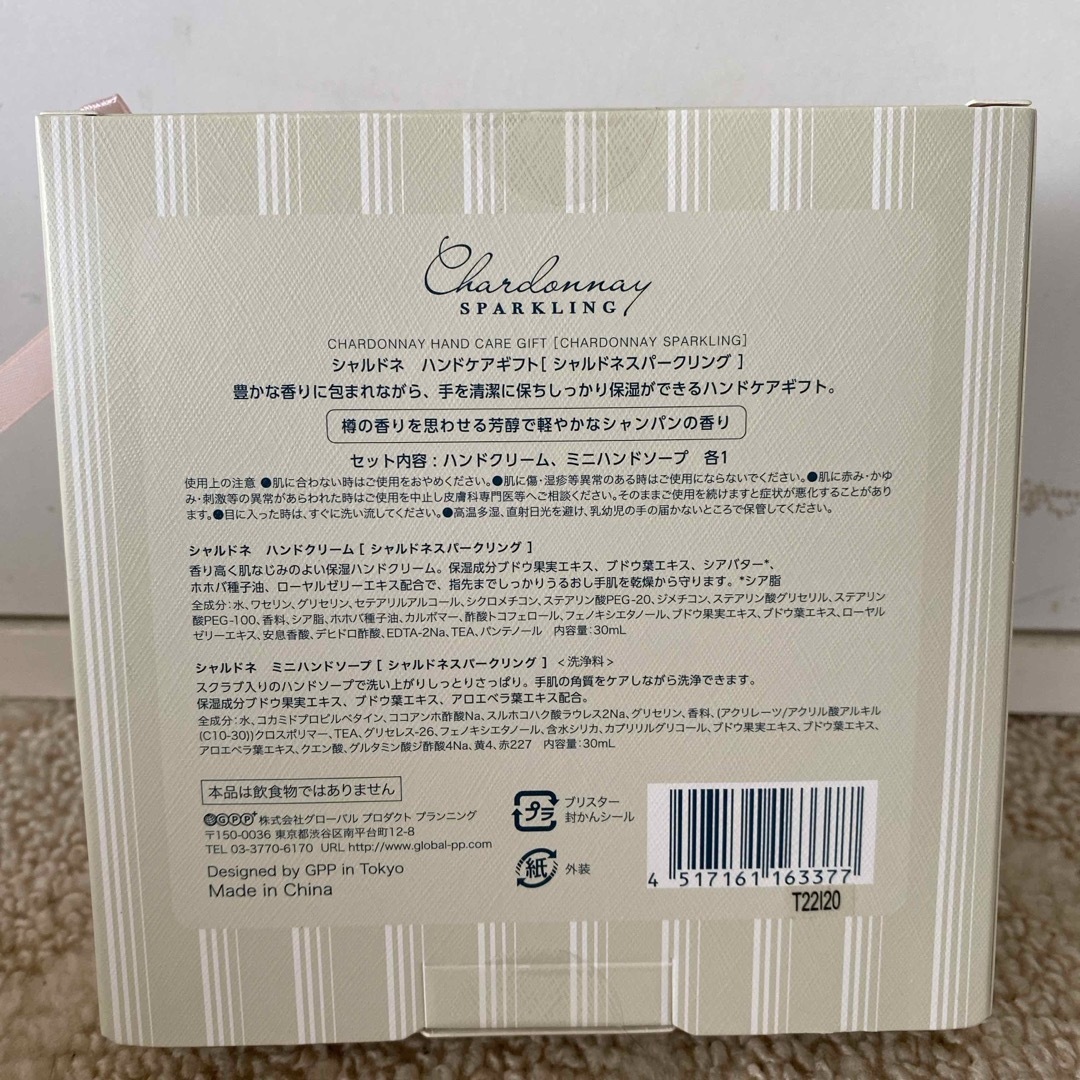 Chardonnay
SPARKLING
CHARDONNAY HAND CARE GIFT [CHARDONNAY SPARKLING]
シャルドネ　ハンドケアギフト[ シャルドネスパークリング ]
豊かな香りに包まれながら、手を清潔に保ちしっかり保湿ができるハンドケアギフト。
樽の香りを思わせる芳醇で軽やかなシャンパンの香り
セット内容：ハンドクリーム、ミニハンドソープ　各1
使用上の注意 ●肌に合わない時はご使用をおやめください。●肌に傷・湿疹等異常のある時はご使用にならないでください。●肌に赤み・かゆ
み・刺激等の異常があらわれた時はご使用を中止し皮膚科専門医等へご相談ください。そのままご使用を続けますと症状が悪化することがあり
ます。●目に入った時は、すぐに洗い流してください。●高温多湿、直射日光を避け、乳幼児の手の届かないところで保管してください。
シャルドネ　ハンドクリーム [ シャルドネスパークリング ]
香り高く肌なじみのよい保湿ハンドクリーム。保湿成分ブドウ果実エキス、ブドウ葉エキス、シアバター*、
ホホバ種子油、ローヤルゼリーエキス配合で、指先までしっかりうるおし手肌を乾燥から守ります。*シア脂
全成分：水、ワセリン、グリセリン、セテアリルアルコール、シクロメチコン、ステアリン酸PEG-20、ジメチコン、ステアリン酸グリセリル、ステアリン
酸PEG-100、香料、シア脂、ホホバ種子油、カルボマー、酢酸トコフェロール、フェノキシエタノール、ブドウ果実エキス、ブドウ葉エキス、ローヤル
ゼリーエキス、安息香酸、デヒドロ酢酸、EDTA-2Na、TEA、パンテノール　内容量：30mL
シャルドネ　ミニハンドソープ [ シャルドネスパークリング ] ＜洗浄料＞
スクラブ入りのハンドソープで洗い上がりしっとりさっぱり。手肌の角質をケアしながら洗浄できます。
保湿成分ブドウ果実エキス、ブドウ葉エキス、アロエベラ葉エキス配合。
全成分：水、コカミドプロピルベタイン、ココアンホ酢酸Na、スルホコハク酸ラウレス2Na、グリセリン、香料、(アクリレーツ/アクリル酸アルキル
(C10-30))クロスポリマー、TEA、グリセレス-26、フェノキシエタノール、含水シリカ、カプリリルグリコール、ブドウ果実エキス、ブドウ葉エキス、
アロエベラ葉エキス、クエン酸、グルタミン酸ジ酢酸4Na、黄4、赤227　内容量：30mL
本品は飲食物ではありません
GPP 株式会社グローバル プロダクト プランニング
〒150-0036 東京都渋谷区南平台町12-8
TEL 03-3770-6170　URL http://www.global-pp.com
Designed by GPP in Tokyo
Made in China
プラ
ブリスター
封かんシール
紙
外装
4 517161 163377
T22I20